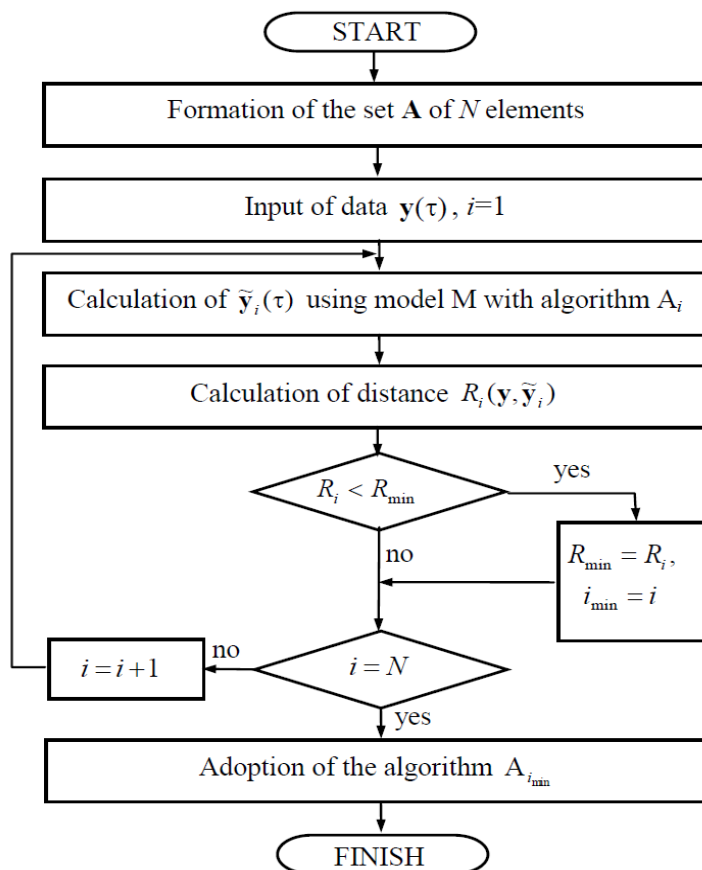 START
Formation of the set A of N elements
Input of data y(τ), i=1
Calculation of ỹᵢ(τ) using model M with algorithm Aᵢ
Calculation of distance Rᵢ(y, ỹᵢ)
Rᵢ < Rmin
yes
no
Rmin = Rᵢ,
imin = i
i = i+1
no
i = N
yes
Adoption of the algorithm Aimin
FINISH